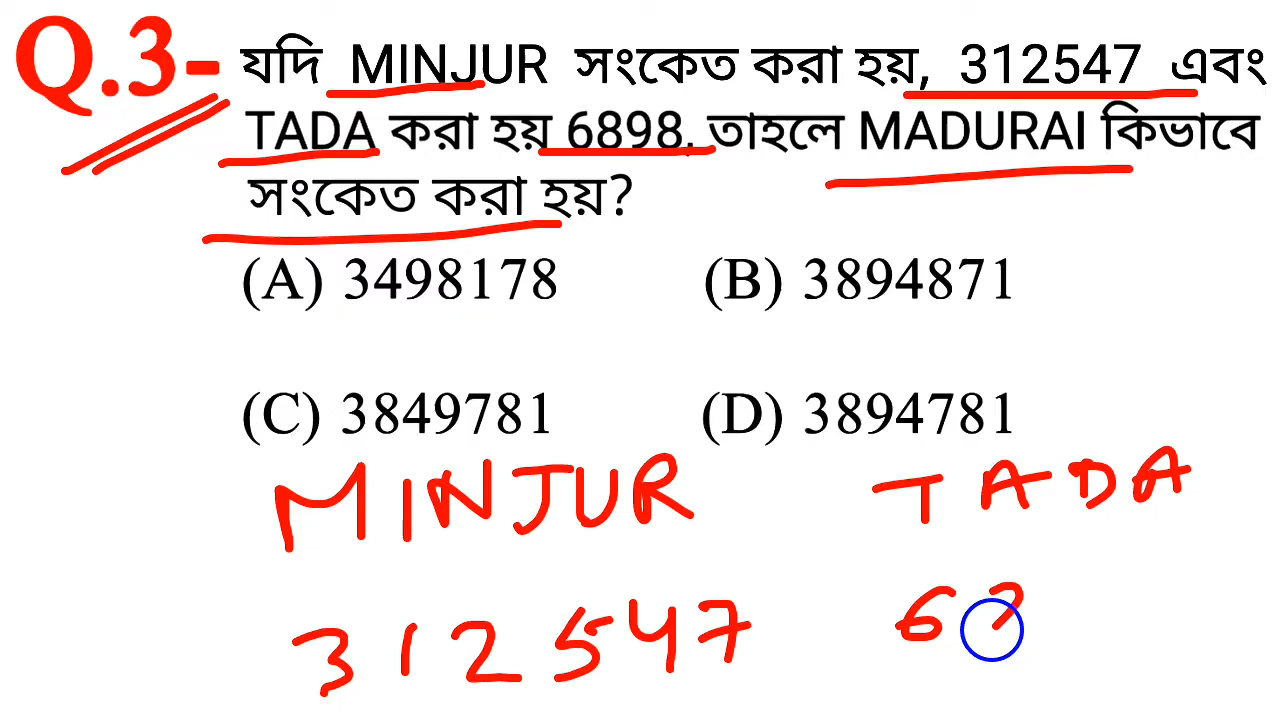 Q.3- যদি MINJUR সংকেত করা হয়, 312547 এবং
TADA করা হয় 6898, তাহলে MADURAI কিভাবে
সংকেত করা হয়?
(A) 3498178 (B) 3894871
(C) 3849781 (D) 3894781
MINJUR TADA
312547 6